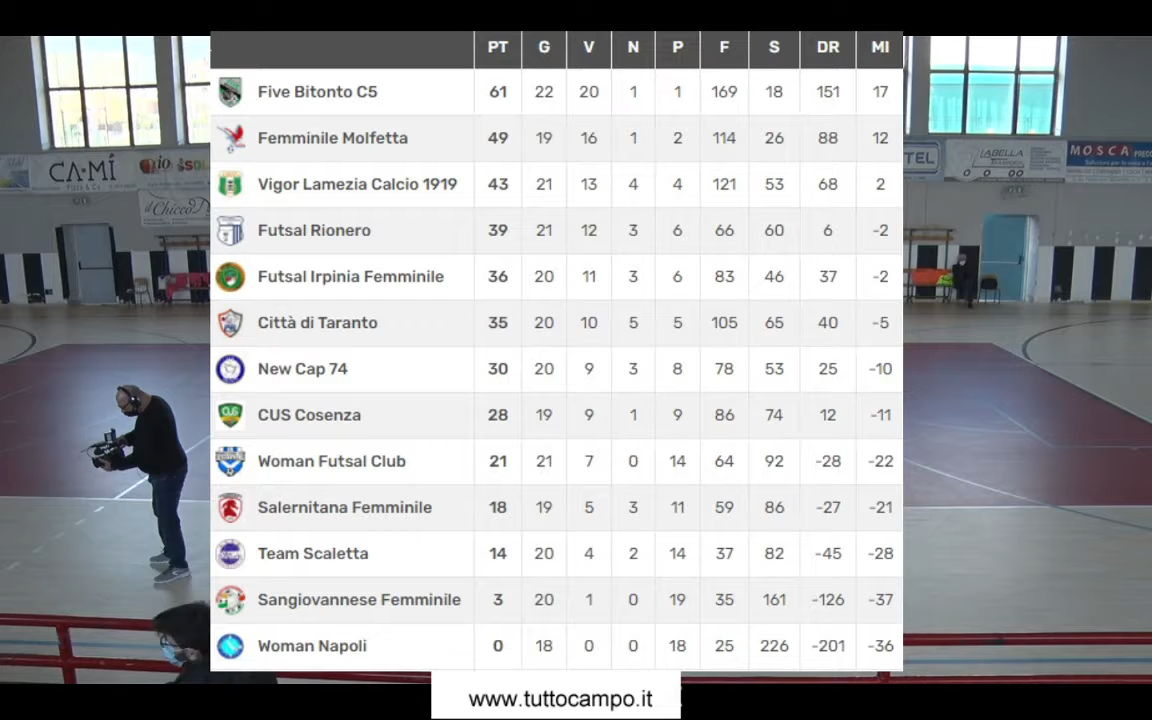 PT G V N P F S DR MI
Five Bitonto C5 61 22 20 1 1 169 18 151 17
Femminile Molfetta 49 19 16 1 2 114 26 88 12
Vigor Lamezia Calcio 1919 43 21 13 4 4 121 53 68 2
Futsal Rionero 39 21 12 3 6 66 60 6 -2
Futsal Irpinia Femminile 36 20 11 3 6 83 46 37 -2
Città di Taranto 35 20 10 5 5 105 65 40 -5
New Cap 74 30 20 9 3 8 78 53 25 -10
CUS Cosenza 28 19 9 1 9 86 74 12 -11
Woman Futsal Club 21 21 7 0 14 64 92 -28 -22
Salernitana Femminile 18 19 5 3 11 59 86 -27 -21
Team Scaletta 14 20 4 2 14 37 82 -45 -28
Sangiovannese Femminile 3 20 1 0 19 35 161 -126 -37
Woman Napoli 0 18 0 0 18 25 226 -201 -36
www.tuttocampo.it
CA·MÍ
il Chicco
TEL
LABELLA
MOSCA